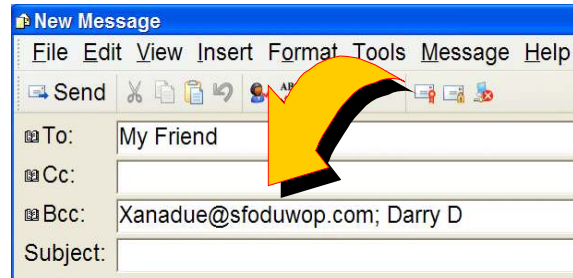 New Message
File Edit View Insert Format Tools Message Help
Send
To: My Friend
Cc:
Bcc: Xanadue@sfoduwop.com; Darry D
Subject: